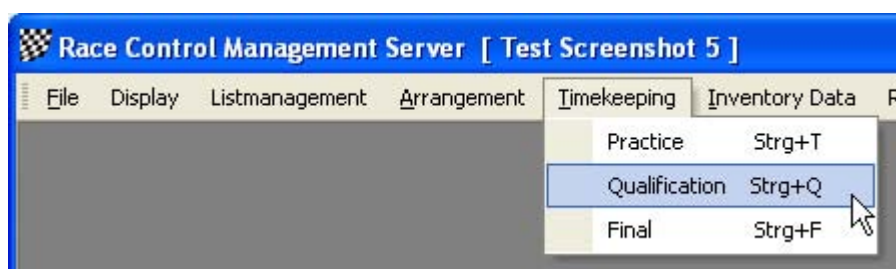 Race Control Management Server [ Test Screenshot 5 ]
File Display Listmanagement Arrangement Timekeeping Inventory Data
Practice Strg+T
Qualification Strg+Q
Final Strg+F